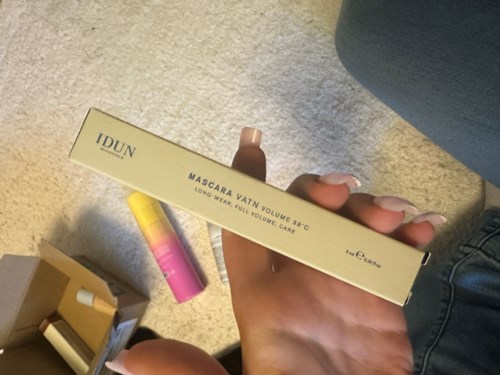 IDUN
MINERALS
MASCARA VATN VOLUME 38°C
LONG-WEAR, FULL VOLUME, CARE